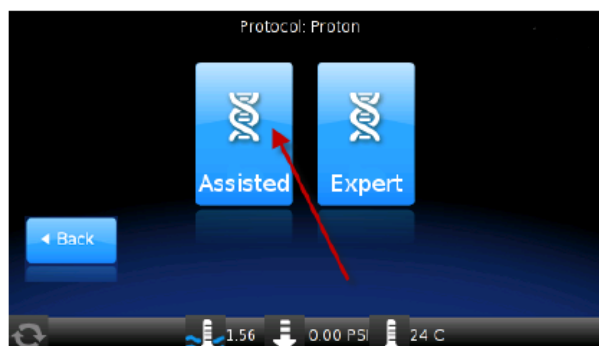 Protocol: Proton
Assisted Expert
Back
1.56 0.00 PSI 24 C